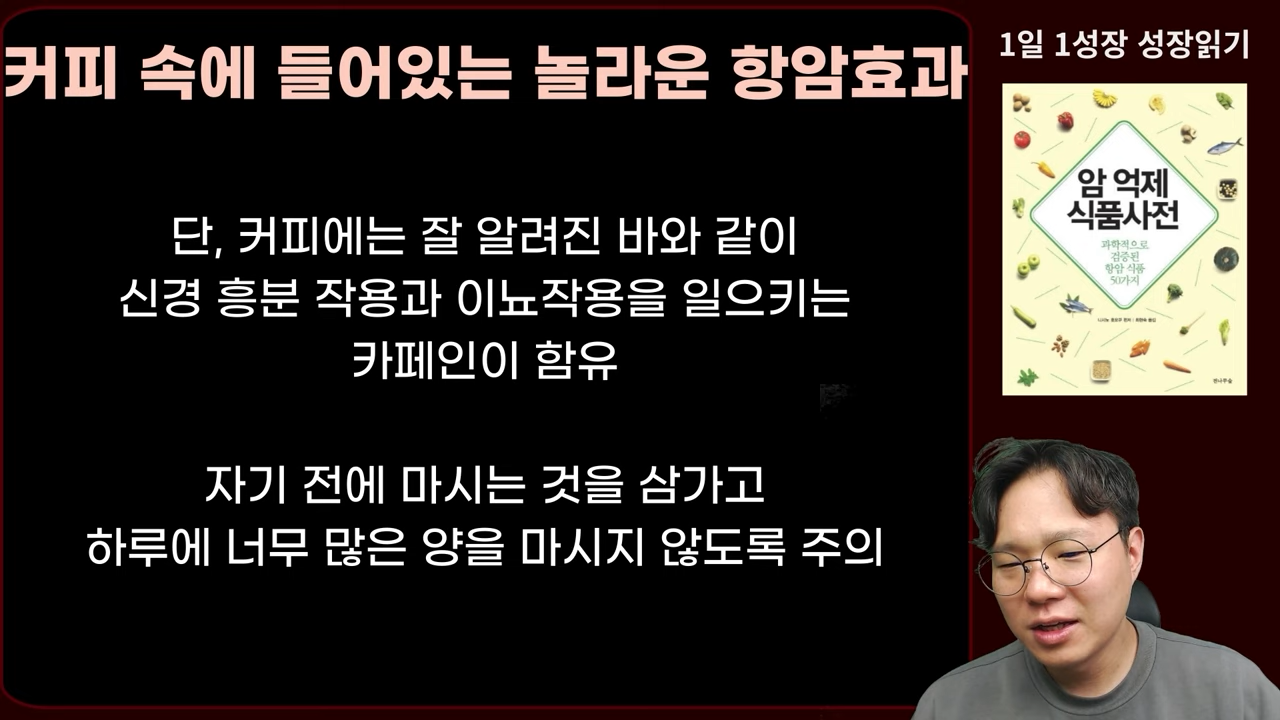 커피 속에 들어있는 놀라운 항암효과
단, 커피에는 잘 알려진 바와 같이
신경 흥분 작용과 이뇨작용을 일으키는
카페인이 함유
자기 전에 마시는 것을 삼가고
하루에 너무 많은 양을 마시지 않도록 주의
1일 1성장 성장읽기
암 억제
식품사전
과학적으로
검증된
항암 식품
50가지
전나무숲